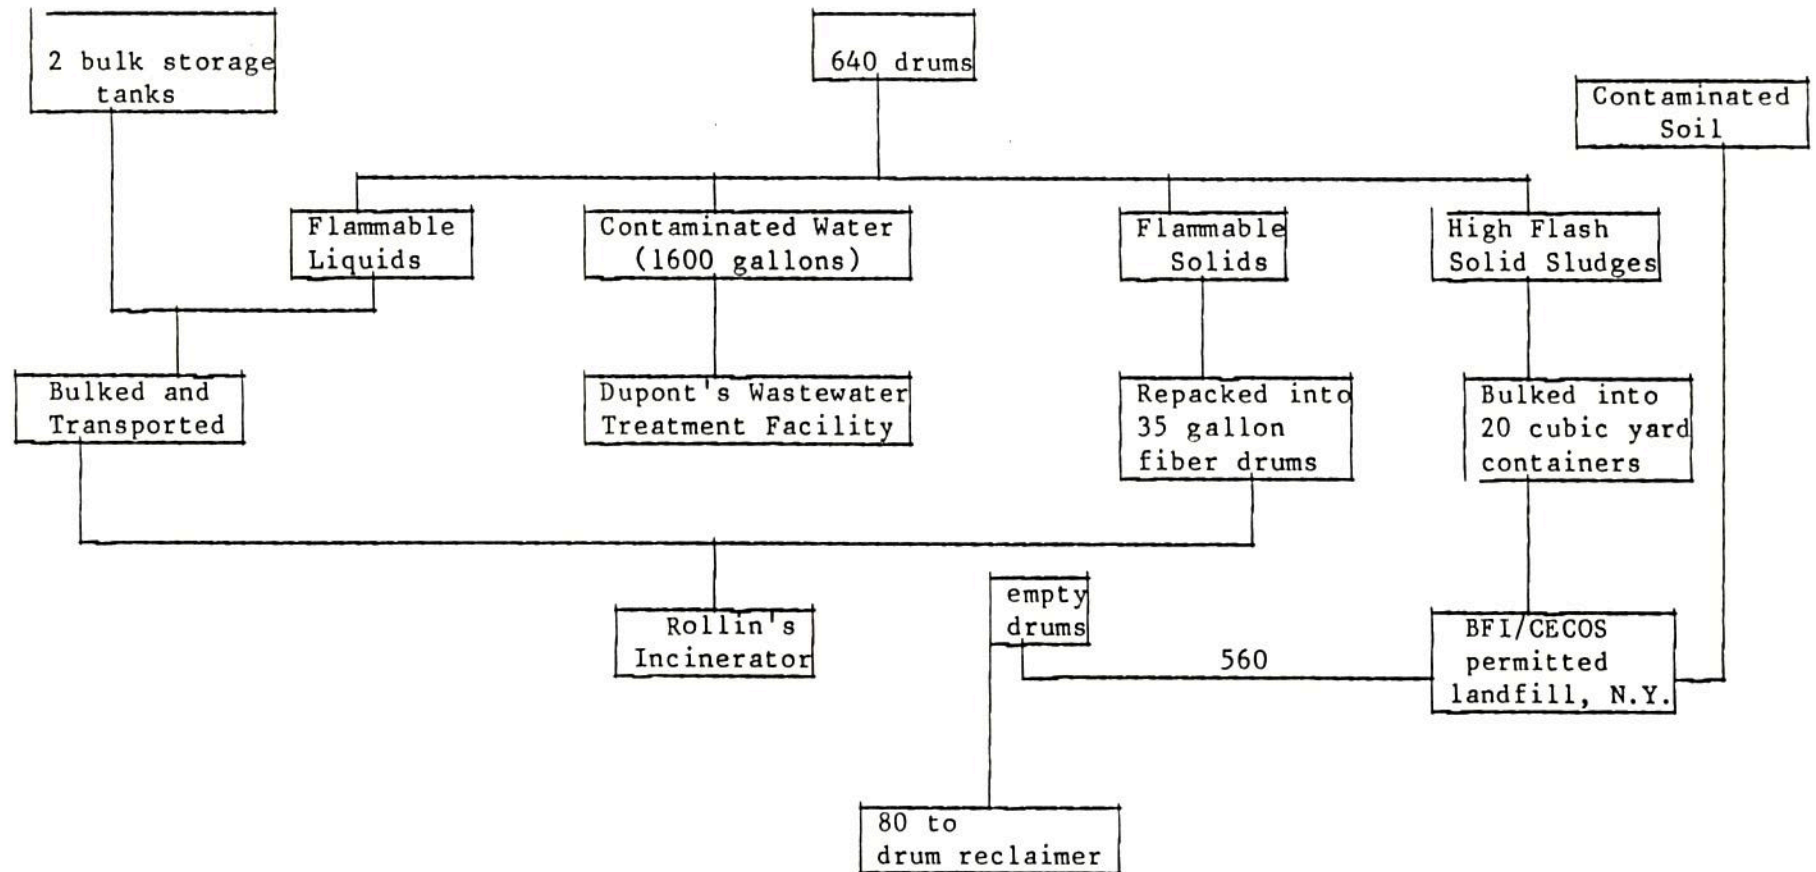 2 bulk storage
tanks
640 drums
Contaminated
Soil
Flammable
Liquids
Contaminated Water
(1600 gallons)
Flammable
Solids
High Flash
Solid Sludges
Bulked and
Transported
Dupont's Wastewater
Treatment Facility
Repacked into
35 gallon
fiber drums
Bulked into
20 cubic yard
containers
Rollin's
Incinerator
empty
drums
560
BFI/CECOS
permitted
landfill, N.Y.
80 to
drum reclaimer